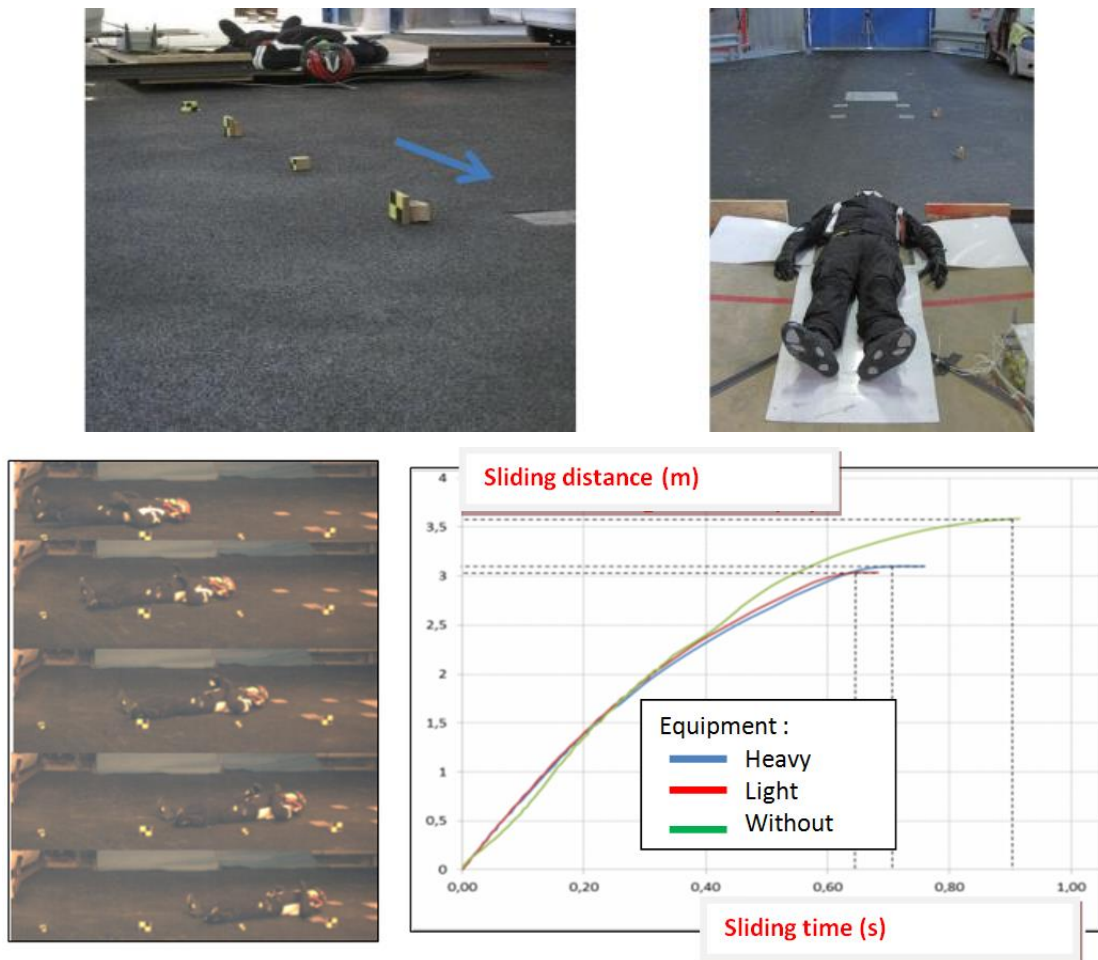 Sliding distance (m)
4
3,5
3
2,5
2
1,5
1
0,5
0
Equipment :
Heavy
Light
Without
0,00 0,20 0,40 0,60 0,80 1,00
Sliding time (s)